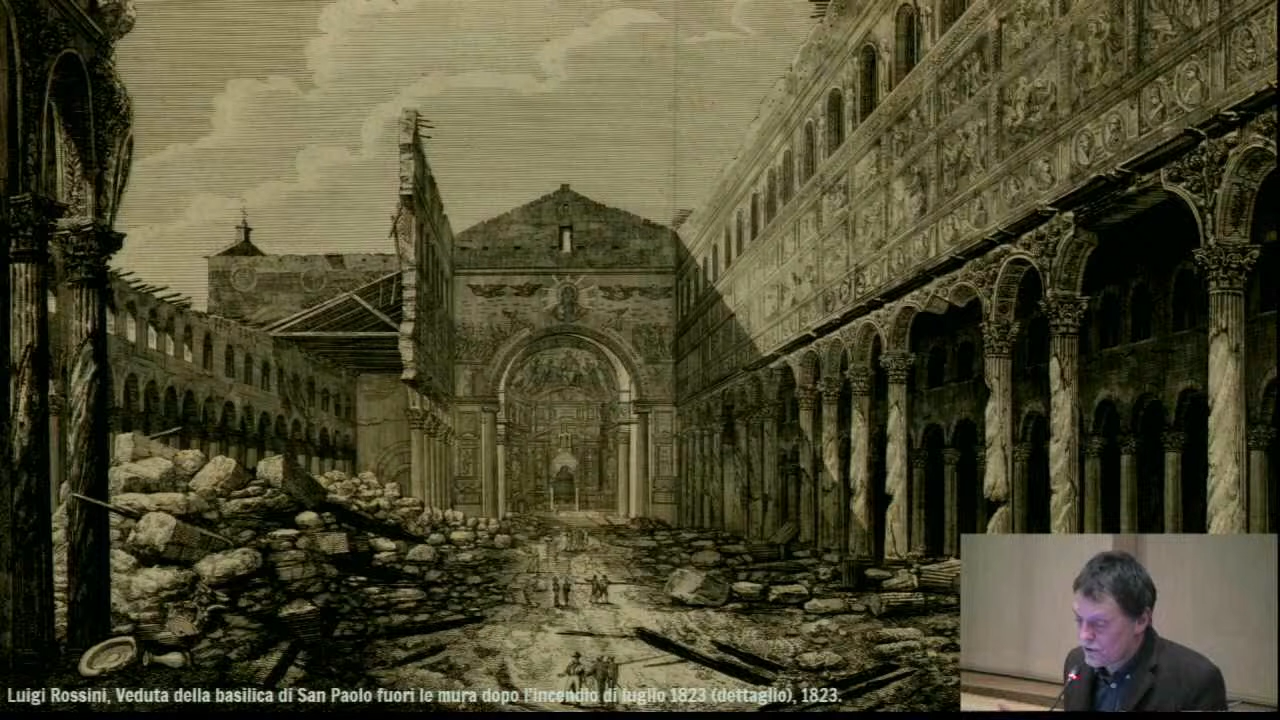 Luigi Rossini, Veduta della basilica di San Paolo fuori le mura dopo l'incendio di luglio 1823 (dettaglio), 1823.